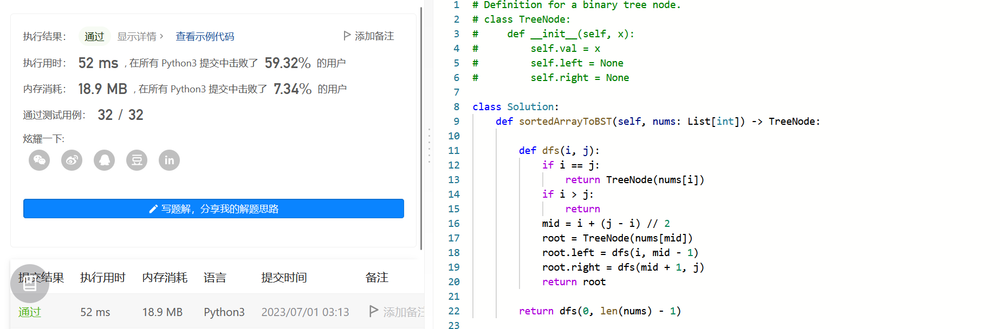 执行结果： 通过 显示详情 › 查看示例代码 添加备注
执行用时： 52 ms , 在所有 Python3 提交中击败了 59.32% 的用户
内存消耗： 18.9 MB , 在所有 Python3 提交中击败了 7.34% 的用户
通过测试用例： 32 / 32
炫耀一下:
豆 in
写题解，分享我的解题思路
提交结果 执行用时 内存消耗 语言 提交时间 备注
通过 52 ms 18.9 MB Python3 2023/07/01 03:13 添加备注
1 # Definition for a binary tree node.
2 # class TreeNode:
3 #     def __init__(self, x):
4 #         self.val = x
5 #         self.left = None
6 #         self.right = None
7
8 class Solution:
9     def sortedArrayToBST(self, nums: List[int]) -> TreeNode:
10
11         def dfs(i, j):
12             if i == j:
13                 return TreeNode(nums[i])
14             if i > j:
15                 return
16             mid = i + (j - i) // 2
17             root = TreeNode(nums[mid])
18             root.left = dfs(i, mid - 1)
19             root.right = dfs(mid + 1, j)
20             return root
21
22         return dfs(0, len(nums) - 1)
23